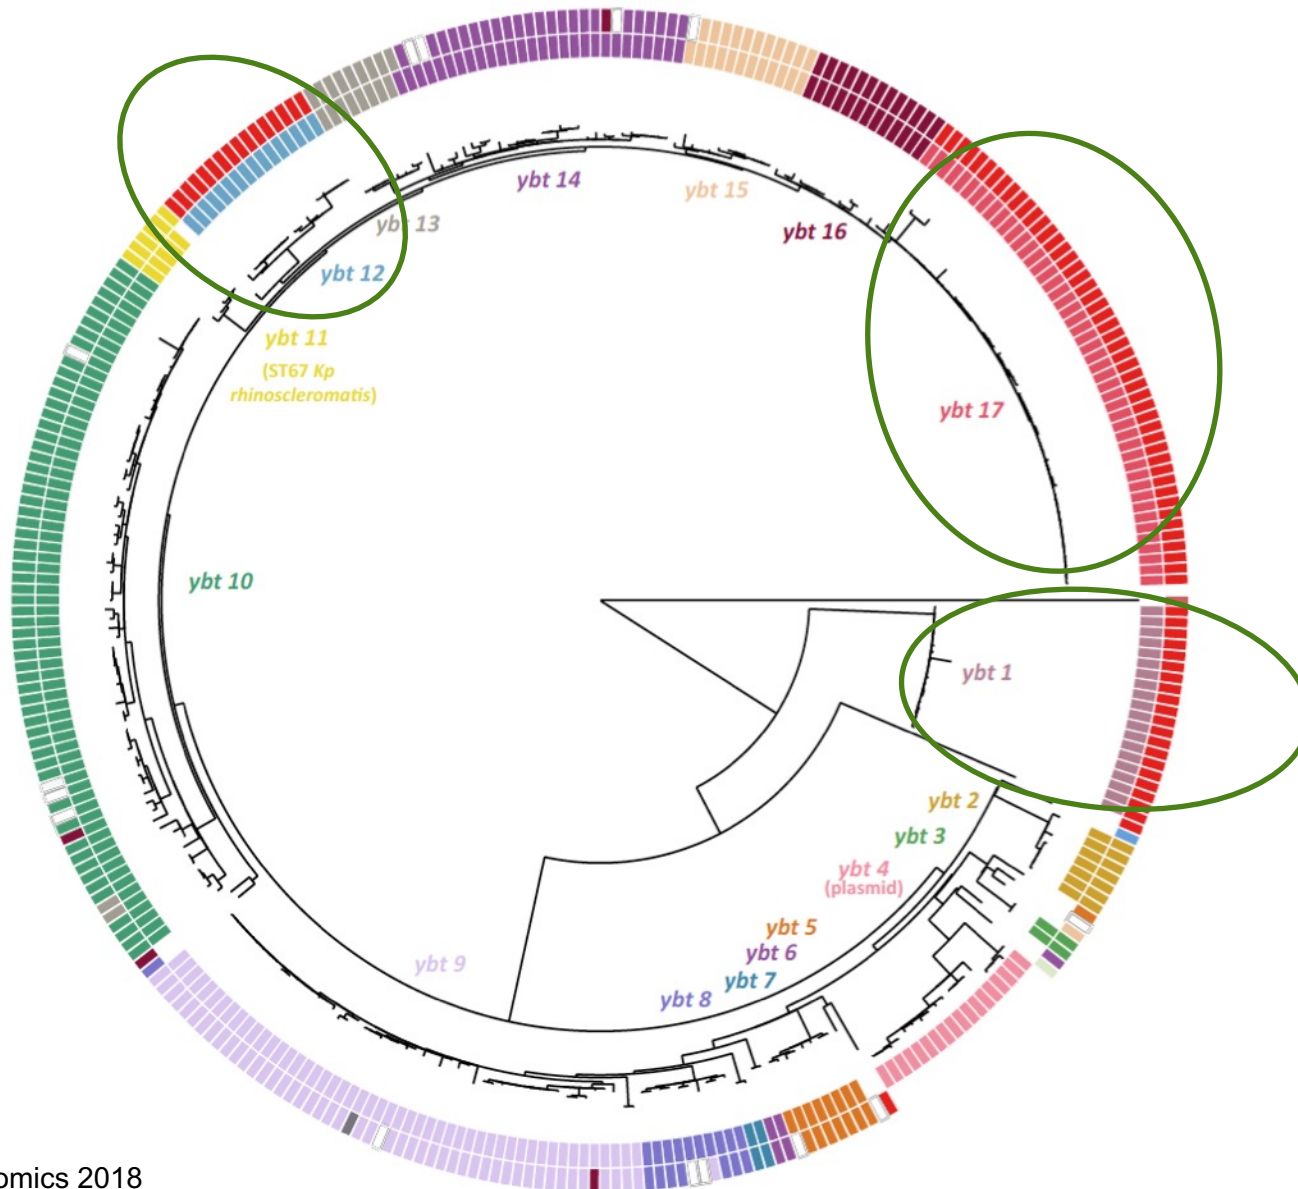 ybt 14
ybt 15
ybt 13
ybt 16
ybt 12
ybt 11
(ST67 Kp
rhinoscleromatis)
ybt 17
ybt 10
ybt 1
ybt 2
ybt 3
ybt 4
(plasmid)
ybt 5
ybt 6
ybt 9
ybt 7
ybt 8
omics 2018